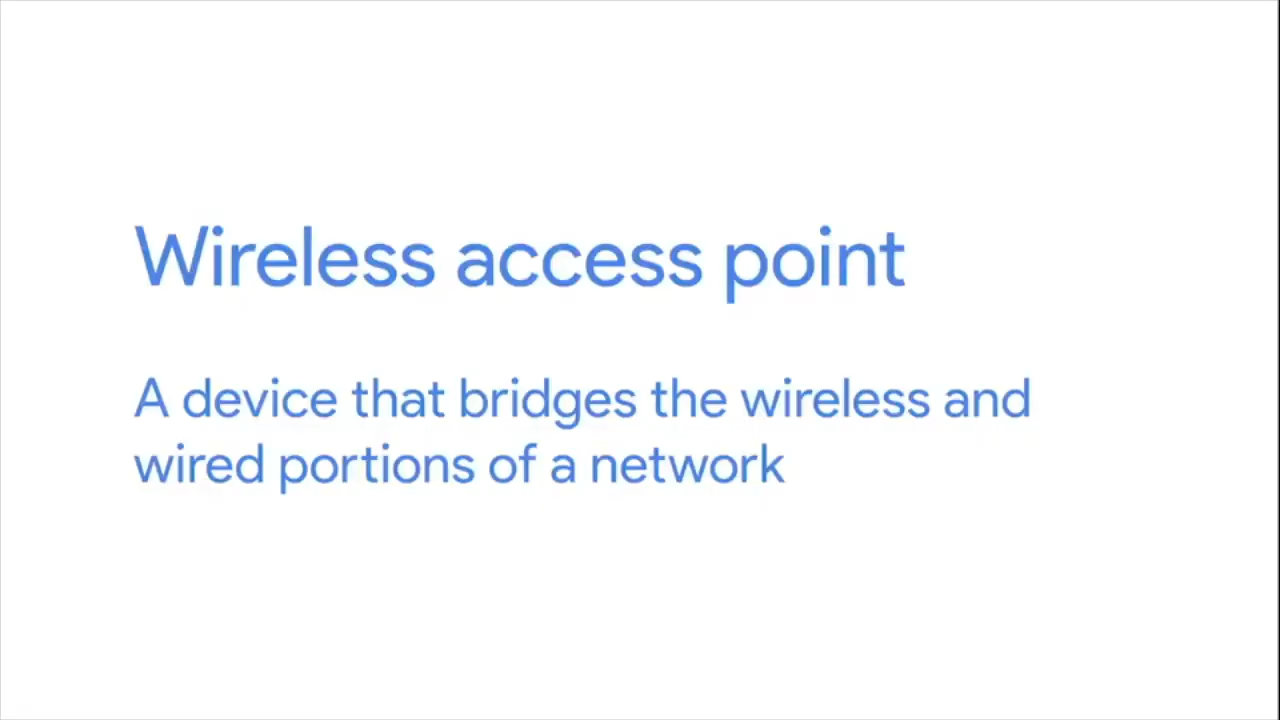 Wireless access point
A device that bridges the wireless and
wired portions of a network